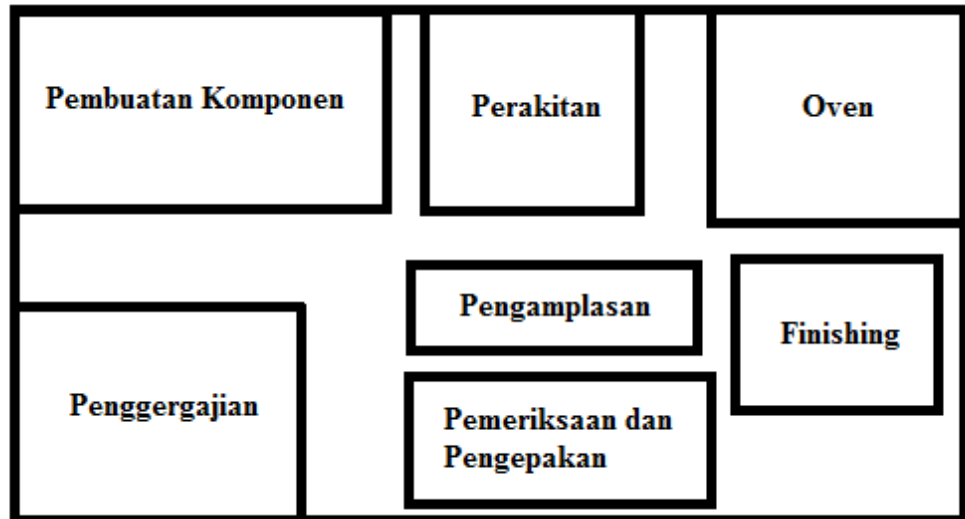 Pembuatan Komponen
Perakitan
Oven
Pengamplasan
Finishing
Penggergajian
Pemeriksaan dan
Pengepakan